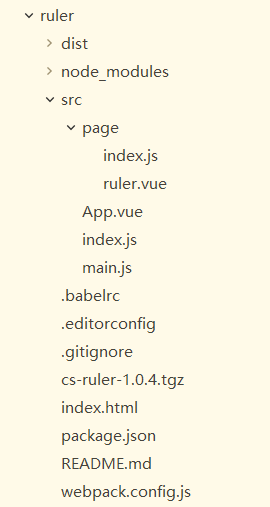 ruler
dist
node_modules
src
page
index.js
ruler.vue
App.vue
index.js
main.js
.babelrc
.editorconfig
.gitignore
cs-ruler-1.0.4.tgz
index.html
package.json
README.md
webpack.config.js